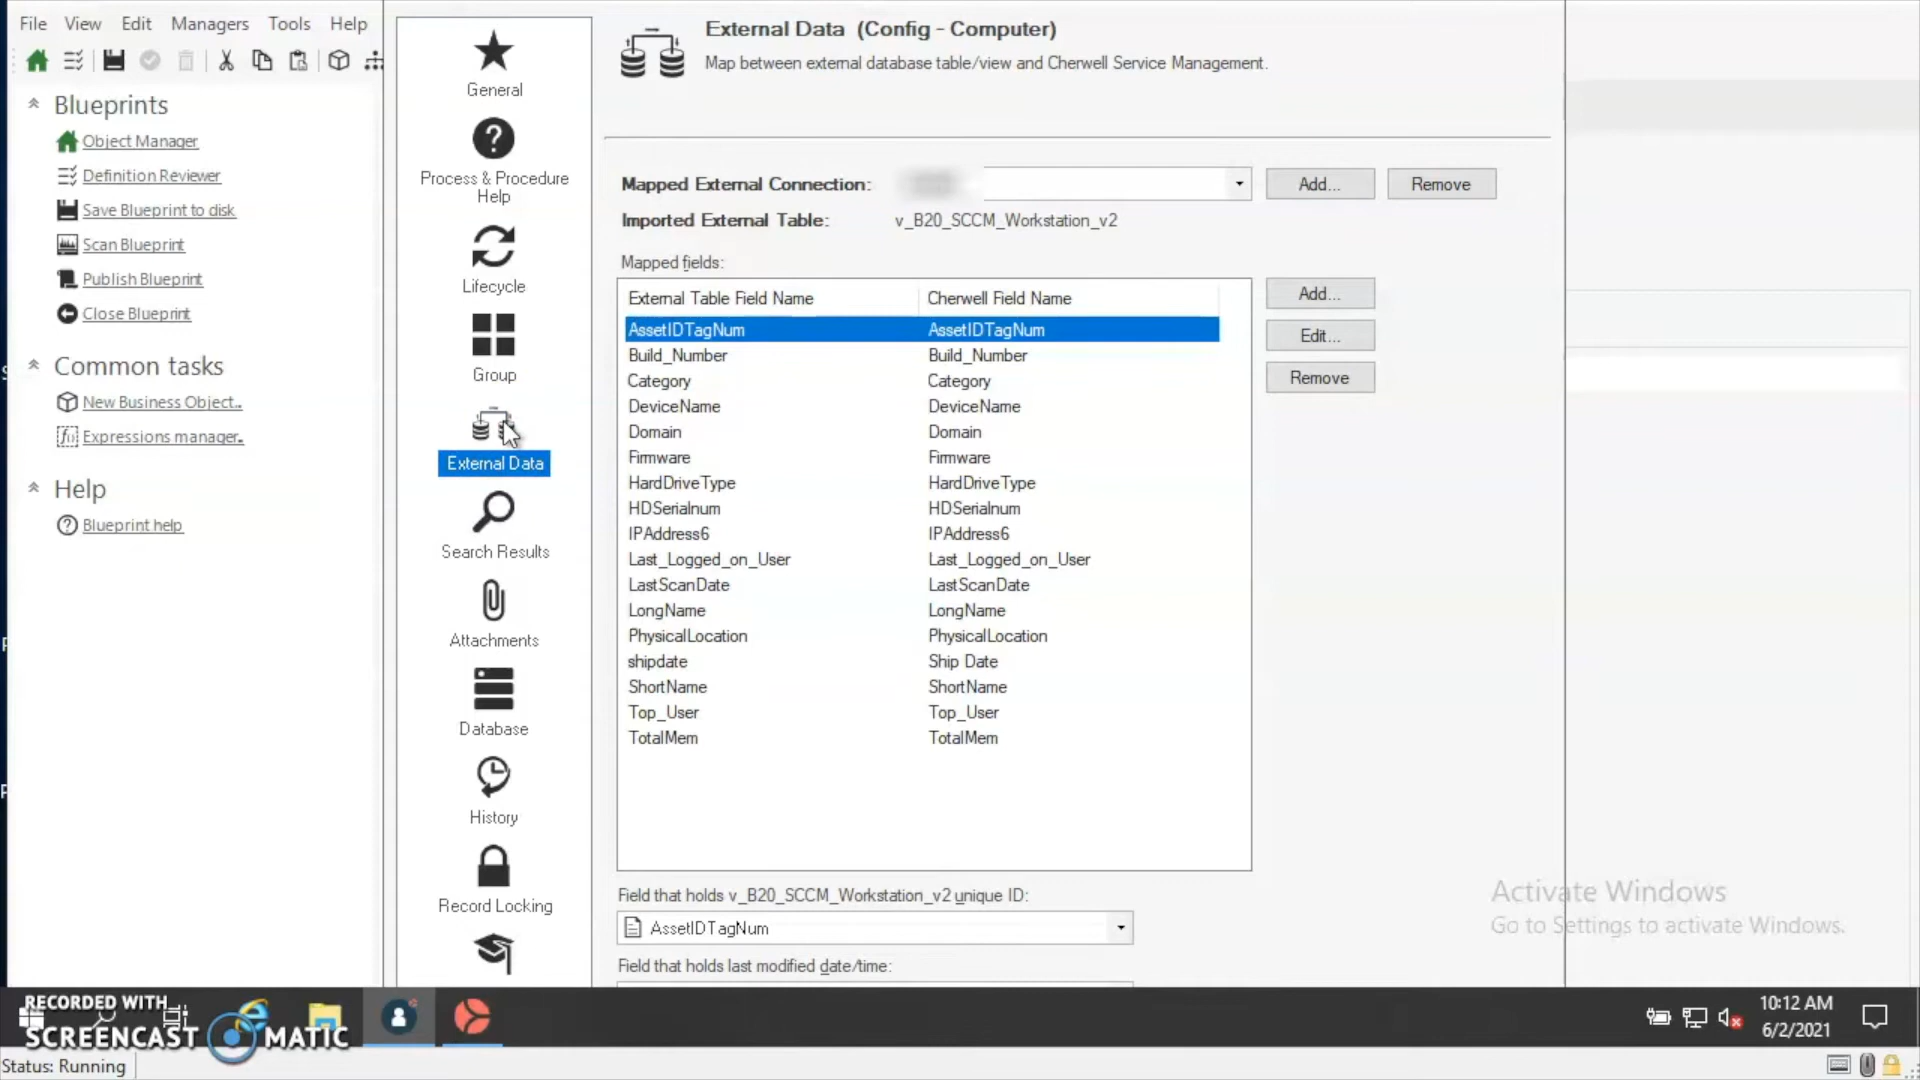 File View Edit Managers Tools Help
Blueprints
Object Manager
Definition Reviewer
Save Blueprint to disk
Scan Blueprint
Publish Blueprint
Close Blueprint
Common tasks
New Business Object...
Expressions manager...
Help
Blueprint help
General
Process & Procedure
Help
Lifecycle
Group
External Data
Search Results
Attachments
Database
History
Record Locking
External Data (Config - Computer)
Map between external database table/view and Cherwell Service Management.
Mapped External Connection:
Add... Remove
Imported External Table: v_B20_SCCM_Workstation_v2
Mapped fields:
External Table Field Name Cherwell Field Name
AssetIDTagNum AssetIDTagNum
Build_Number Build_Number
Category Category
DeviceName DeviceName
Domain Domain
Firmware Firmware
HardDriveType HardDriveType
HDSerialnum HDSerialnum
IPAddress6 IPAddress6
Last_Logged_on_User Last_Logged_on_User
LastScanDate LastScanDate
LongName LongName
PhysicalLocation PhysicalLocation
shipdate Ship Date
ShortName ShortName
Top_User Top_User
TotalMem TotalMem
Add...
Edit...
Remove
Field that holds v_B20_SCCM_Workstation_v2 unique ID:
AssetIDTagNum
Field that holds last modified date/time:
Activate Windows
Go to Settings to activate Windows.
RECORDED WITH
SCREENCAST MATIC
10:12 AM
6/2/2021
Status: Running